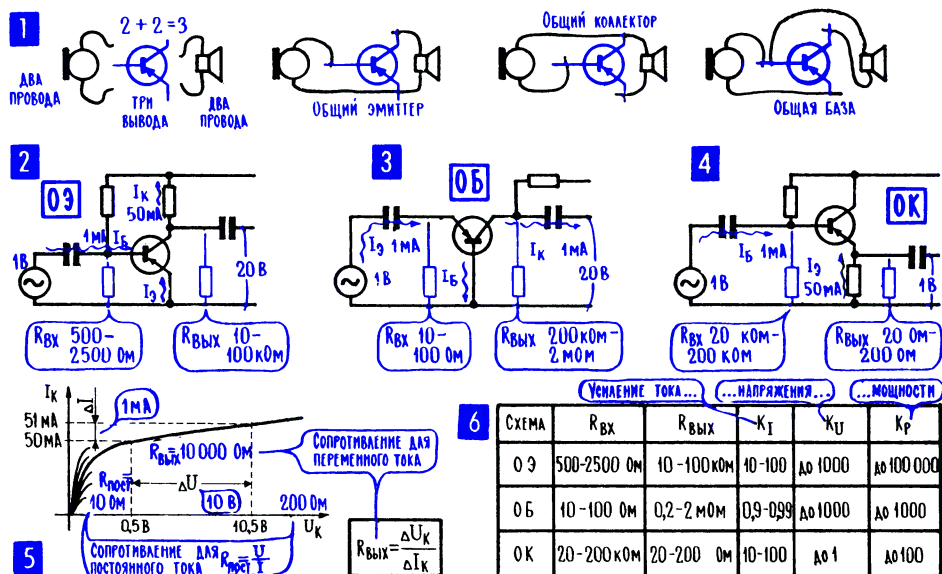 1
2+2=3
ДВА
ПРОВОДА
ТРИ
ВЫВОДА
ДВА
ПРОВОДА
ОБЩИЙ ЭМИТТЕР
ОБЩИЙ КОЛЛЕКТОР
ОБЩАЯ БАЗА
2
ОЭ
IК
50МА
1МА
IБ
1В
IЭ
20В
RВХ 500-
2500 ОМ
RВЫХ 10-
100КОМ
3
ОБ
IЭ 1МА
1В
IБ
IК
1МА
20В
RВХ 10-
100 ОМ
RВЫХ 200КОМ-
2 МОМ
4
ОК
IБ 1МА
1В
IЭ
50МА
1В
RВХ 20 КОМ-
200 КОМ
RВЫХ 20 ОМ-
200 ОМ
5
IК
51 МА
50МА
ΔI
1МА
RВЫХ=10 000 ОМ
RПОСТ=
10 ОМ
ΔU
10 В
200 ОМ
0,5 В
10,5 В
UК
СОПРОТИВЛЕНИЕ ДЛЯ
ПОСТОЯННОГО ТОКА RПОСТ=U/I
СОПРОТИВЛЕНИЕ ДЛЯ
ПЕРЕМЕННОГО ТОКА
RВЫХ=ΔUК/ΔIК
6
УСИЛЕНИЕ ТОКА... ...НАПРЯЖЕНИЯ... ...МОЩНОСТИ
СХЕМА RВХ RВЫХ KI KU KP
ОЭ 500-2500 ОМ 10-100КОМ 10-100 ДО 1000 ДО 100000
ОБ 10-100 ОМ 0,2-2 МОМ 0,9-0,99 ДО 1000 ДО 1000
ОК 20-200КОМ 20-200 ОМ 10-100 ДО 1 ДО 100